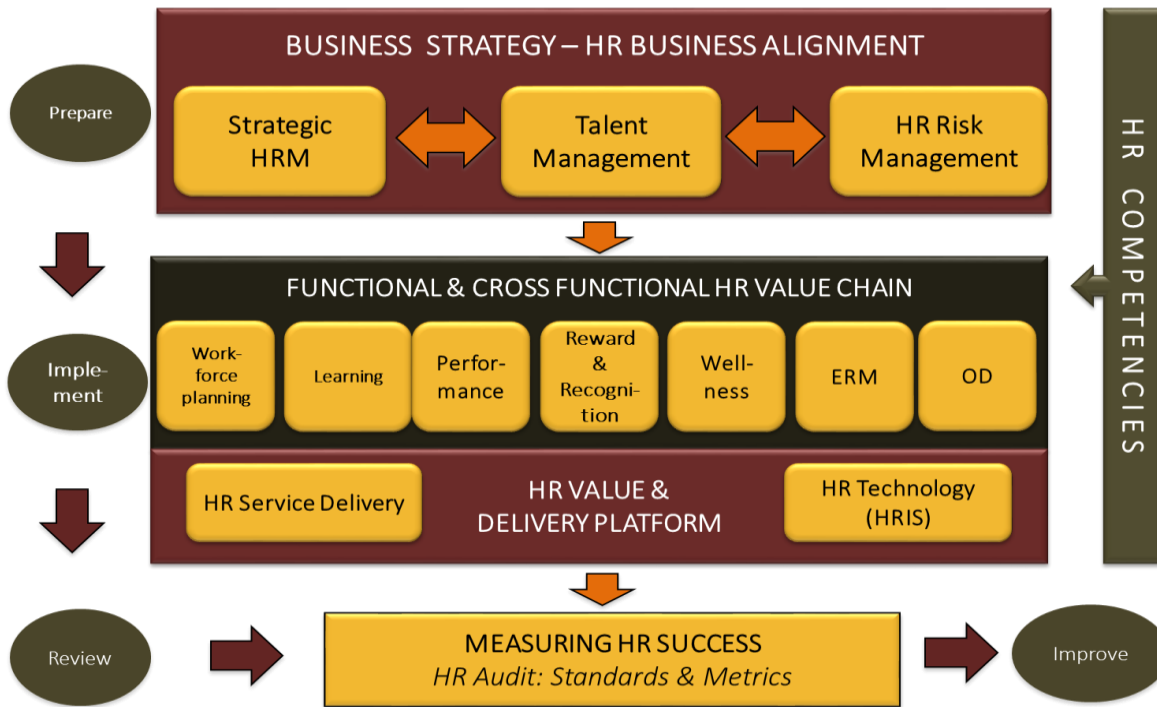 BUSINESS STRATEGY – HR BUSINESS ALIGNMENT
Prepare
Strategic
HRM
Talent
Management
HR Risk
Management
HR COMPETENCIES
FUNCTIONAL & CROSS FUNCTIONAL HR VALUE CHAIN
Imple-
ment
Work-
force
planning
Learning
Perfor-
mance
Reward
&
Recogni-
tion
Well-
ness
ERM
OD
HR Service Delivery
HR VALUE &
DELIVERY PLATFORM
HR Technology
(HRIS)
Review
MEASURING HR SUCCESS
HR Audit: Standards & Metrics
Improve